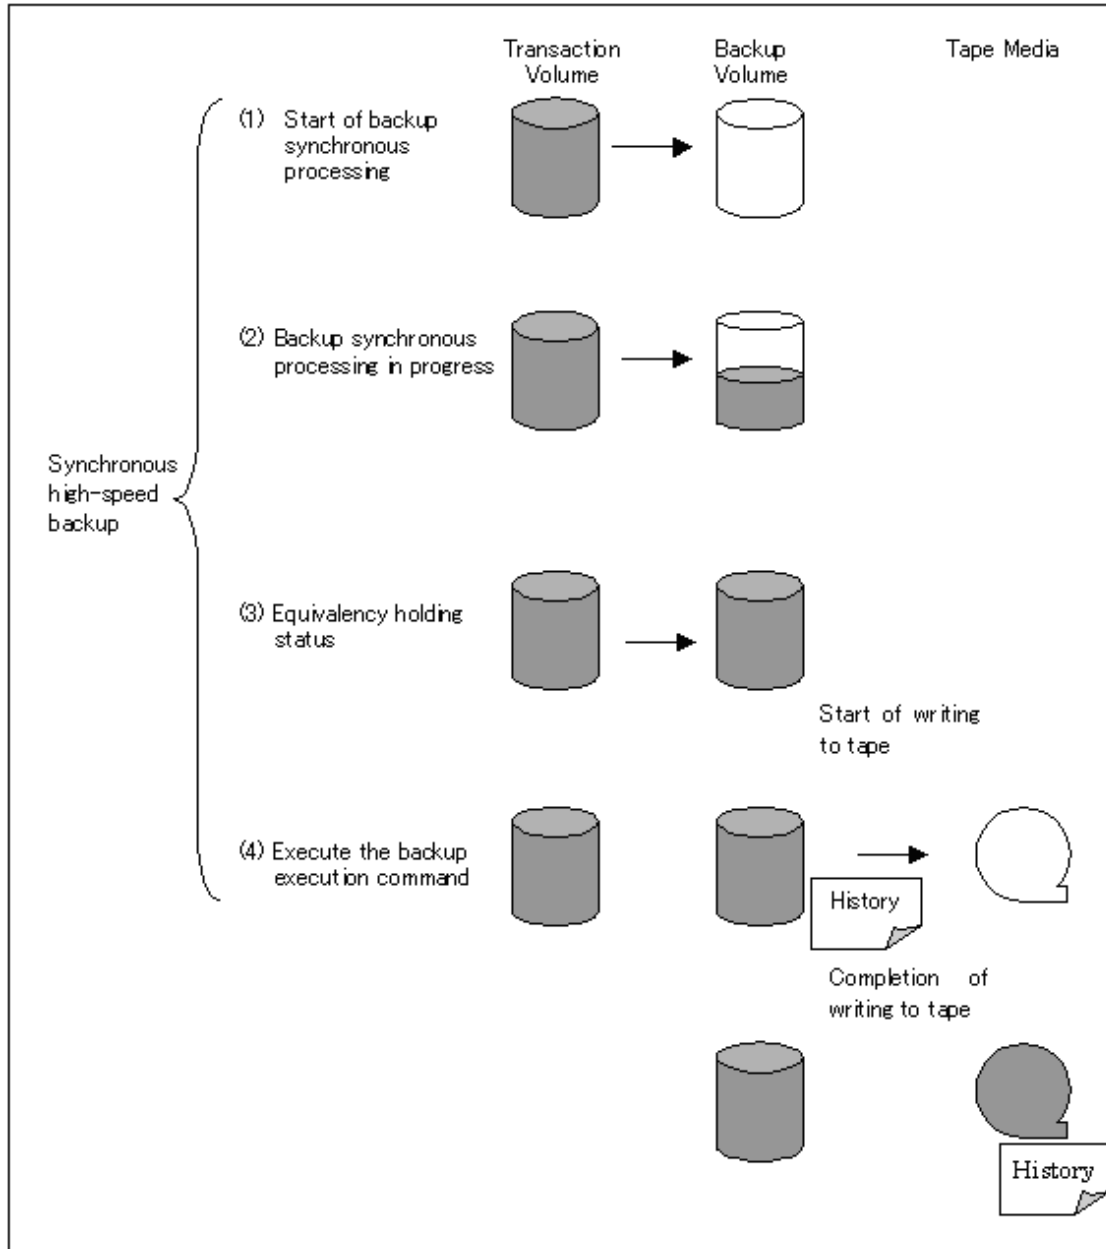 Transaction
Volume
Backup
Volume
Tape Media
(1) Start of backup
synchronous
processing
(2) Backup synchronous
processing in progress
Synchronous
high-speed
backup
(3) Equivalency holding
status
Start of writing
to tape
(4) Execute the backup
execution command
History
Completion of
writing to tape
History